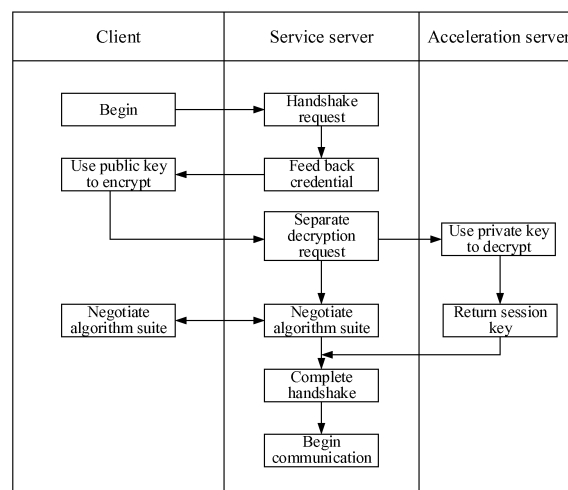 Client
Service server
Acceleration server
Begin
Handshake
request
Use public key
to encrypt
Feed back
credential
Separate
decryption
request
Use private key
to decrypt
Negotiate
algorithm suite
Negotiate
algorithm suite
Return session
key
Complete
handshake
Begin
communication